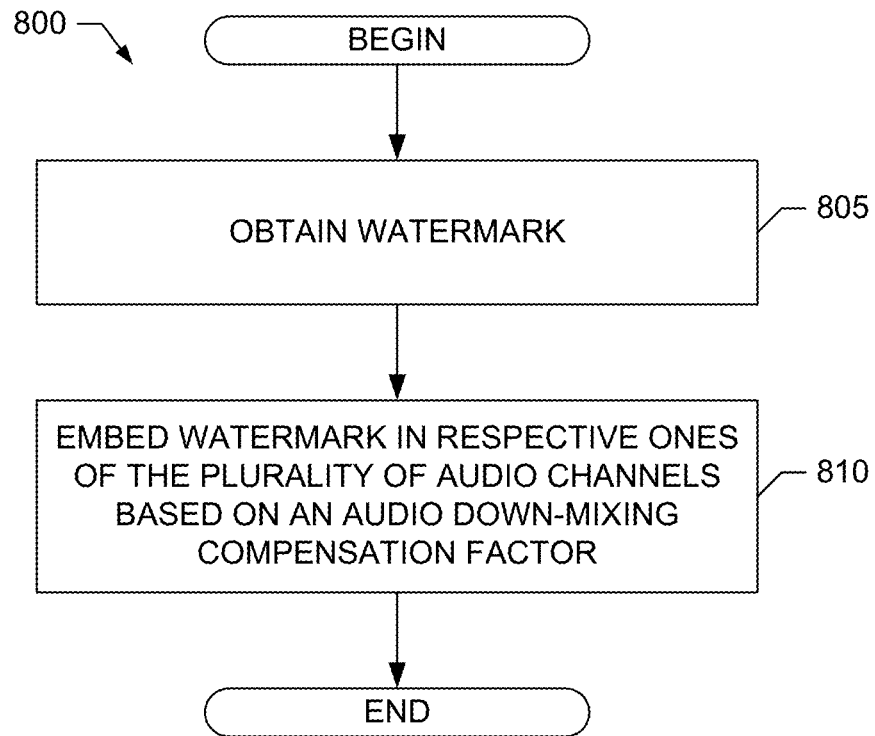 800
BEGIN
OBTAIN WATERMARK
805
EMBED WATERMARK IN RESPECTIVE ONES
OF THE PLURALITY OF AUDIO CHANNELS
BASED ON AN AUDIO DOWN-MIXING
COMPENSATION FACTOR
810
END